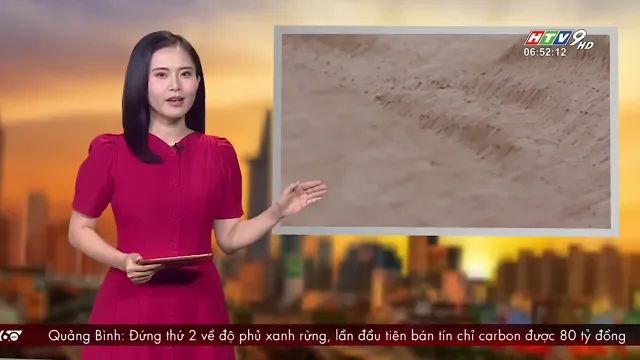 HTV9 HD
06:52:12
60
Quảng Bình: Đứng thứ 2 về độ phủ xanh rừng, lần đầu tiên bán tín chỉ carbon được 80 tỷ đồng